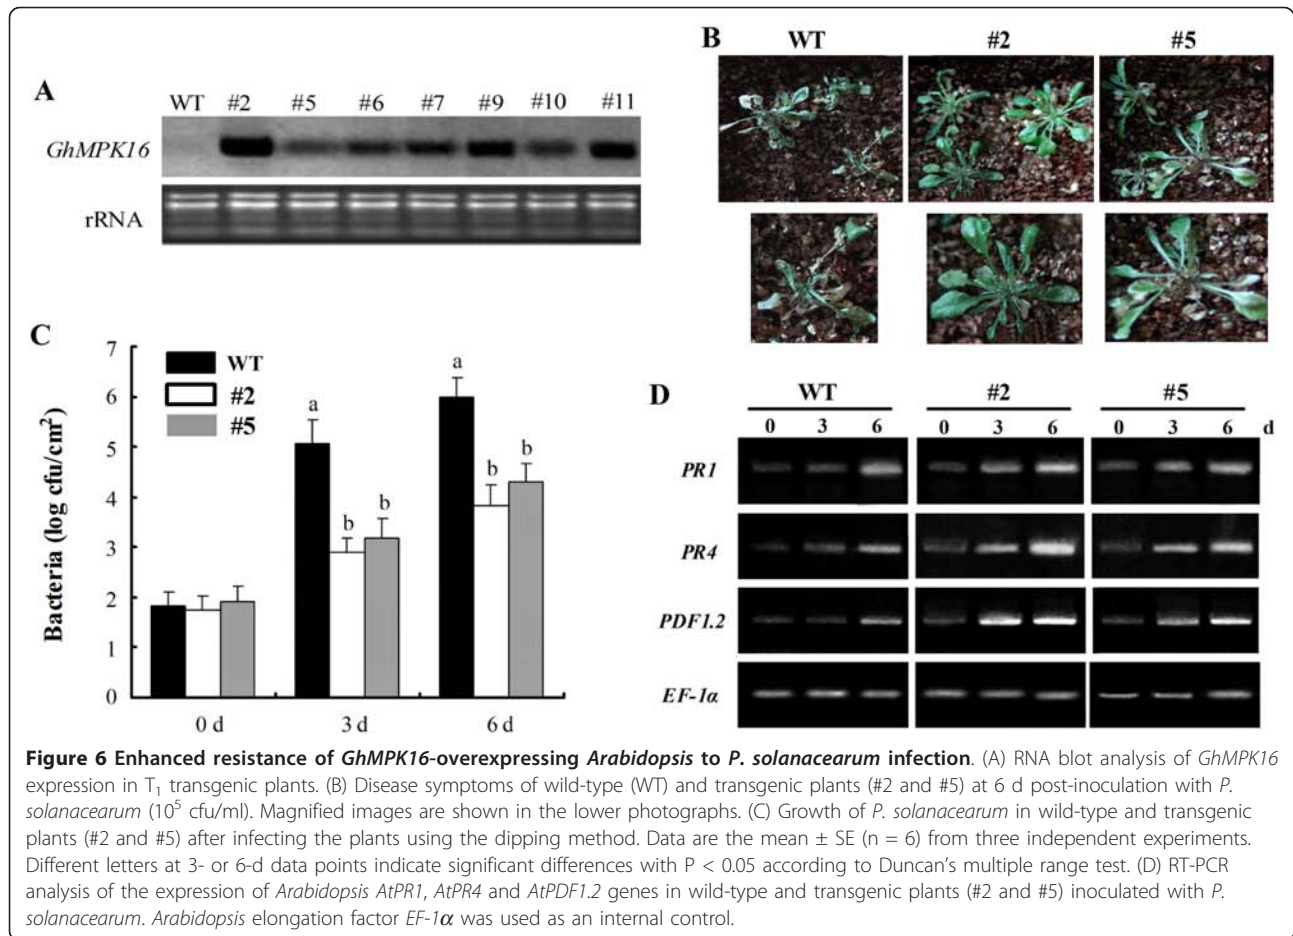 A
WT #2 #5 #6 #7 #9 #10 #11
GhMPK16
rRNA
B
WT #2 #5
C
7
6
5
4
3
2
1
0
Bacteria (log cfu/cm²)
WT
#2
#5
a
b
b
a
b
b
0 d 3 d 6 d
D
WT #2 #5
0 3 6 0 3 6 0 3 6 d
PR1
PR4
PDF1.2
EF-1α
Figure 6 Enhanced resistance of GhMPK16-overexpressing Arabidopsis to P. solanacearum infection. (A) RNA blot analysis of GhMPK16
expression in T₁ transgenic plants. (B) Disease symptoms of wild-type (WT) and transgenic plants (#2 and #5) at 6 d post-inoculation with P.
solanacearum (10⁵ cfu/ml). Magnified images are shown in the lower photographs. (C) Growth of P. solanacearum in wild-type and transgenic
plants (#2 and #5) after infecting the plants using the dipping method. Data are the mean ± SE (n = 6) from three independent experiments.
Different letters at 3- or 6-d data points indicate significant differences with P < 0.05 according to Duncan's multiple range test. (D) RT-PCR
analysis of the expression of Arabidopsis AtPR1, AtPR4 and AtPDF1.2 genes in wild-type and transgenic plants (#2 and #5) inoculated with P.
solanacearum. Arabidopsis elongation factor EF-1α was used as an internal control.